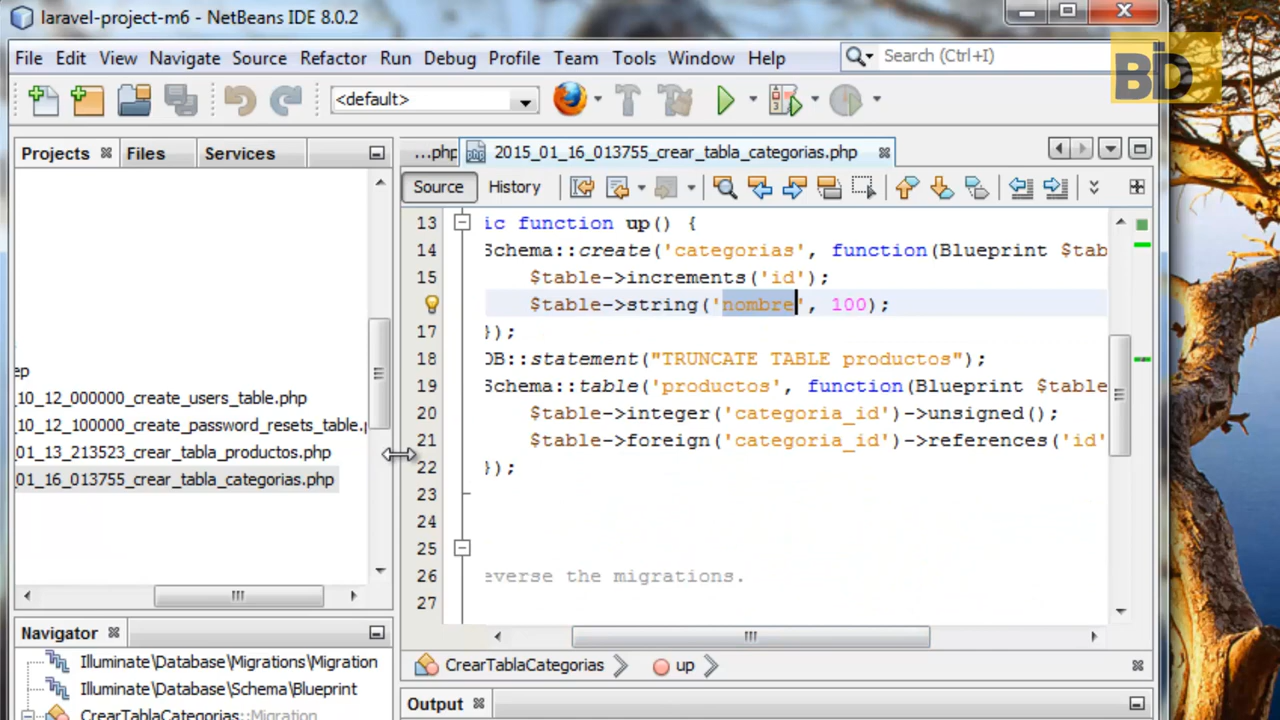 laravel-project-m6 - NetBeans IDE 8.0.2
File Edit View Navigate Source Refactor Run Debug Profile Team Tools Window Help
Search (Ctrl+I)
BD
<default>
Projects Files Services
...php 2015_01_16_013755_crear_tabla_categorias.php
Source History
13 ic function up() {
14 Schema::create('categorias', function(Blueprint $tab
15 $table->increments('id');
16 $table->string('nombre', 100);
17 });
18 DB::statement("TRUNCATE TABLE productos");
19 Schema::table('productos', function(Blueprint $table
20 $table->integer('categoria_id')->unsigned();
21 $table->foreign('categoria_id')->references('id'
22 });
23
24
25
26 everse the migrations.
27
ep
10_12_000000_create_users_table.php
10_12_100000_create_password_resets_table.p
01_13_213523_crear_tabla_productos.php
01_16_013755_crear_tabla_categorias.php
Navigator
Illuminate\Database\Migrations\Migration
Illuminate\Database\Schema\Blueprint
CrearTablaCategorias::Migration
CrearTablaCategorias up
Output